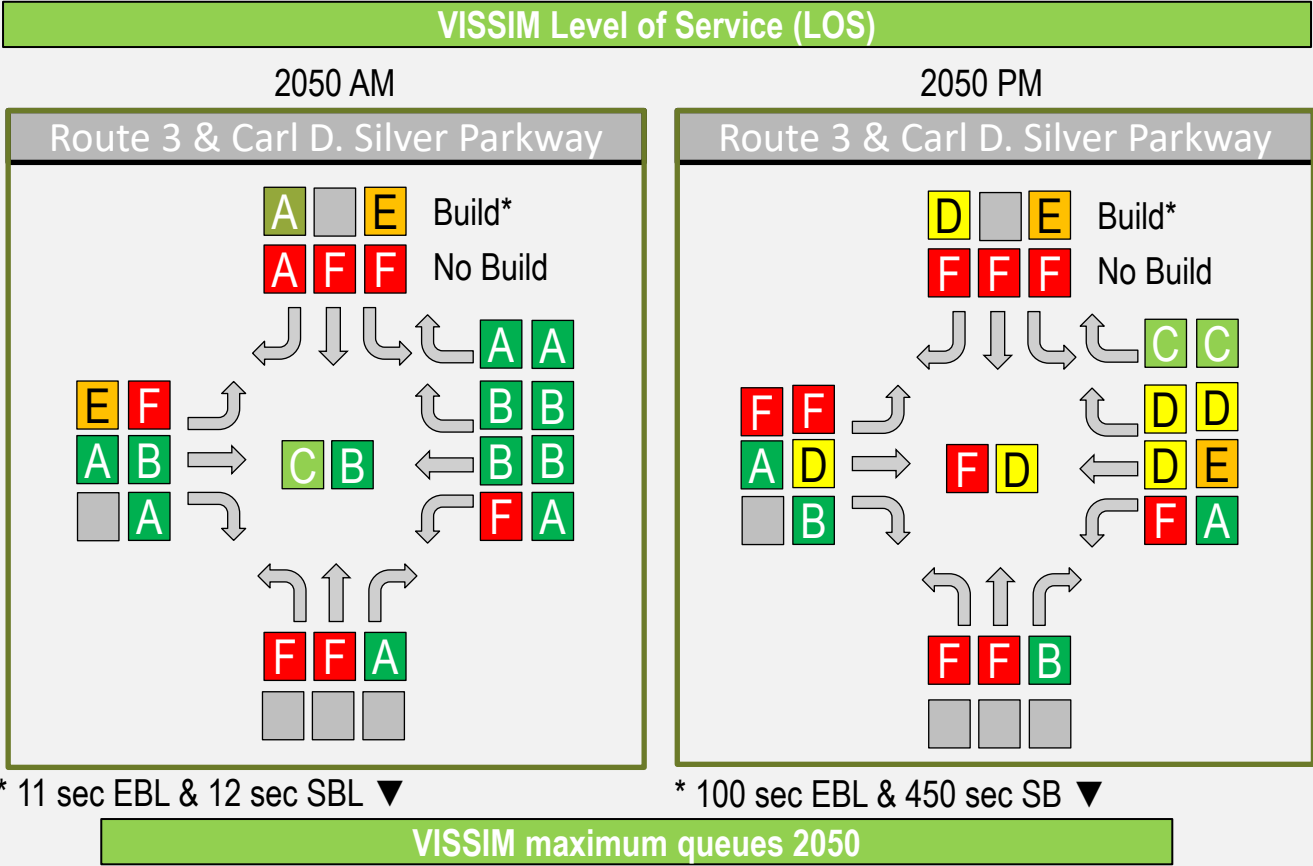 VISSIM Level of Service (LOS)
2050 AM
2050 PM
Route 3 & Carl D. Silver Parkway
A E Build*
A F F No Build
A A
E F
B B
A B
C B
B B
A
F A
F F A
* 11 sec EBL & 12 sec SBL ▼
Route 3 & Carl D. Silver Parkway
D E Build*
F F F No Build
C C
F F
D D
A D
F D
D E
B
F A
F F B
* 100 sec EBL & 450 sec SB ▼
VISSIM maximum queues 2050